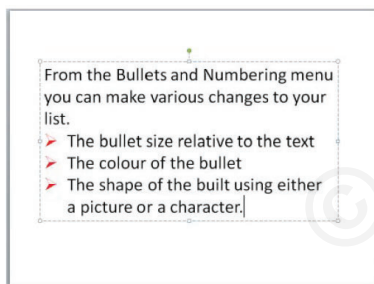 From the Bullets and Numbering menu
you can make various changes to your
list.
➢ The bullet size relative to the text
➢ The colour of the bullet
➢ The shape of the built using either
a picture or a character.